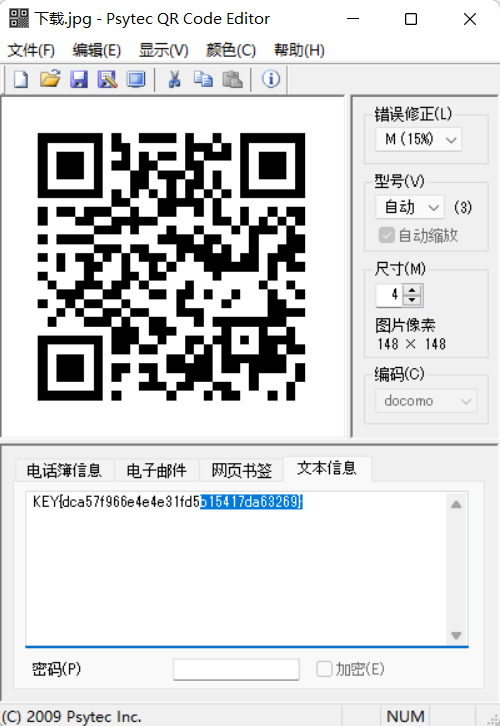 下载.jpg - Psytec QR Code Editor
文件(F) 编辑(E) 显示(V) 颜色(C) 帮助(H)
错误修正(L)
M (15%)
型号(V)
自动 (3)
自动缩放
尺寸(M)
4
图片像素
148 × 148
编码(C)
docomo
电话簿信息 电子邮件 网页书签 文本信息
KEY{dca57f966e4e4e31fd5b15417da63269}
密码(P) 加密(E)
(C) 2009 Psytec Inc. NUM